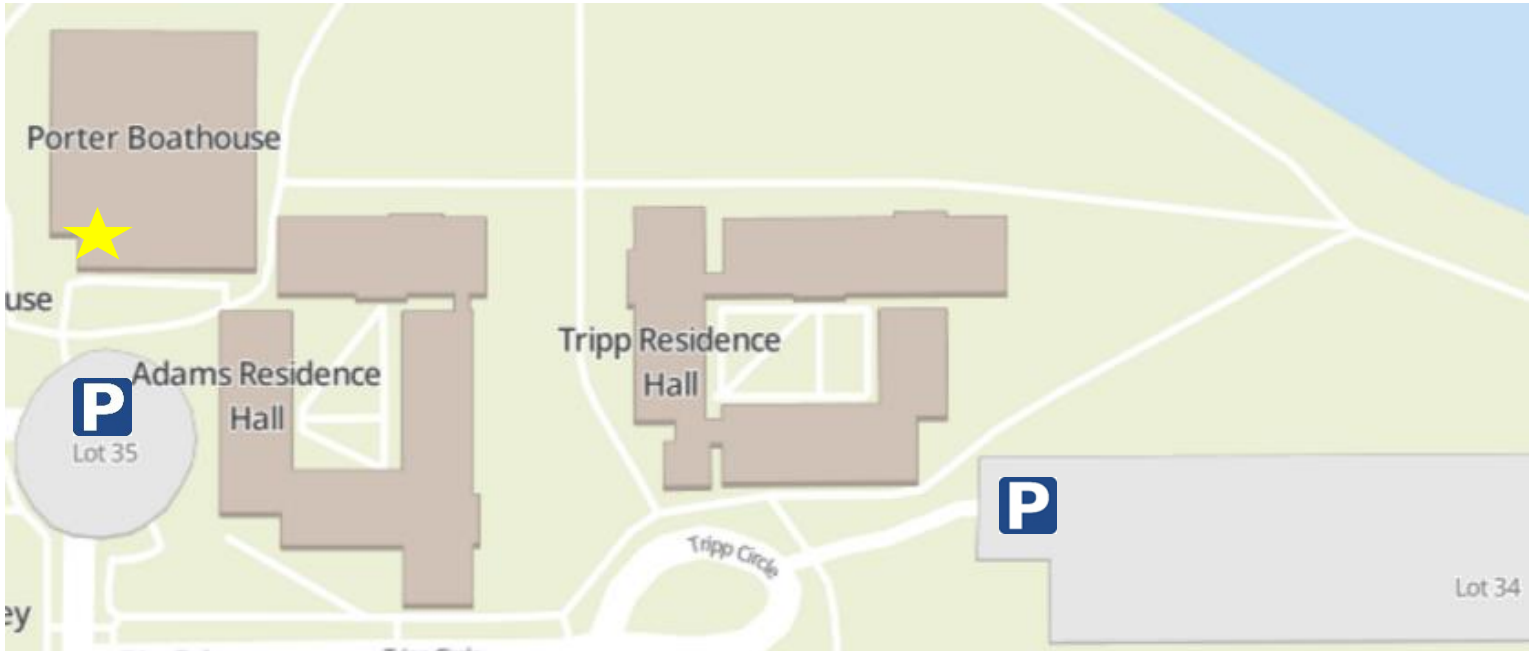 Porter Boathouse
use
Adams Residence
Hall
Tripp Residence
Hall
P
Lot 35
P
Tripp Circle
Lot 34
ey